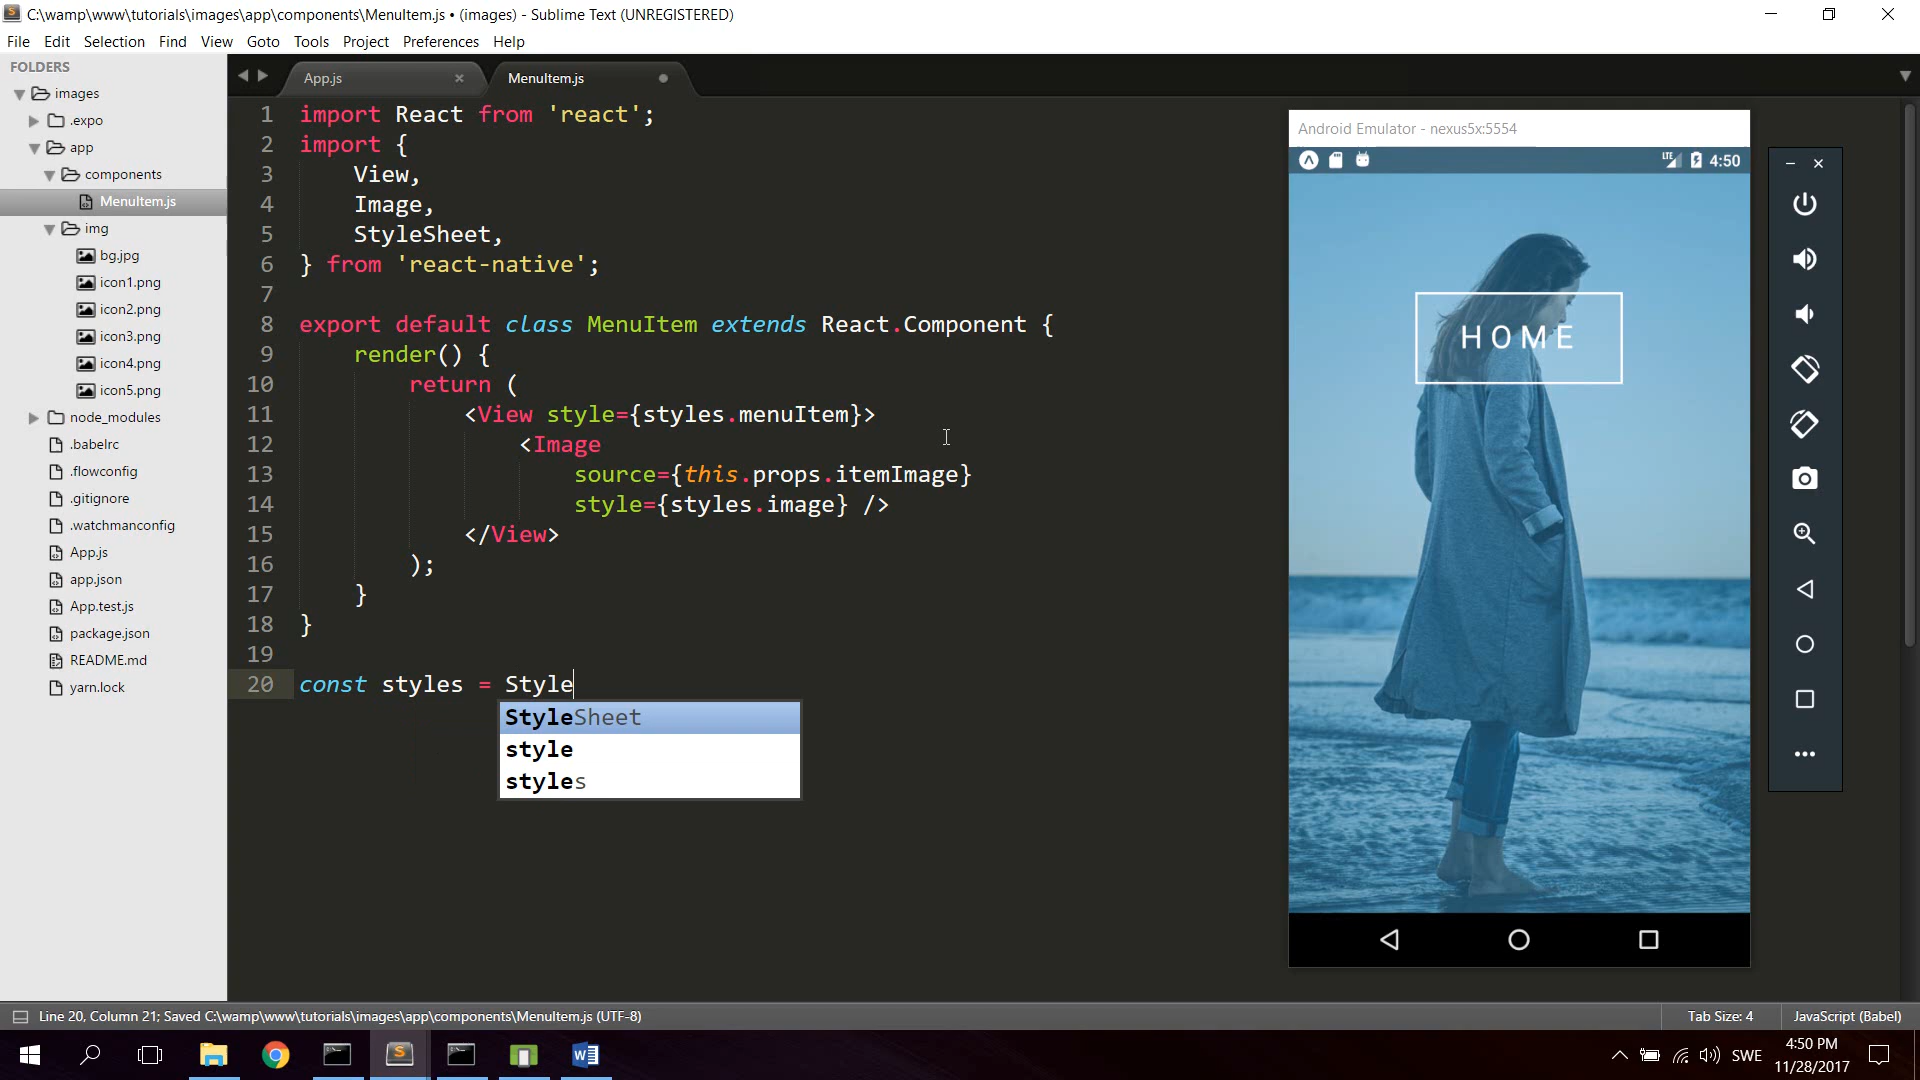 C:\wamp\www\tutorials\images\app\components\MenuItem.js • (images) - Sublime Text (UNREGISTERED)
File Edit Selection Find View Goto Tools Project Preferences Help
FOLDERS
images
.expo
app
components
MenuItem.js
img
bg.jpg
icon1.png
icon2.png
icon3.png
icon4.png
icon5.png
node_modules
.babelrc
.flowconfig
.gitignore
.watchmanconfig
App.js
app.json
App.test.js
package.json
README.md
yarn.lock
App.js
MenuItem.js
1 import React from 'react';
2 import {
3 View,
4 Image,
5 StyleSheet,
6 } from 'react-native';
7
8 export default class MenuItem extends React.Component {
9 render() {
10 return (
11 <View style={styles.menuItem}>
12 <Image
13 source={this.props.itemImage}
14 style={styles.image} />
15 </View>
16 );
17 }
18 }
19
20 const styles = Style
StyleSheet
style
styles
Android Emulator - nexus5x:5554
LTE 4:50
HOME
Line 20, Column 21; Saved C:\wamp\www\tutorials\images\app\components\MenuItem.js (UTF-8)
Tab Size: 4
JavaScript (Babel)
SWE
4:50 PM
11/28/2017